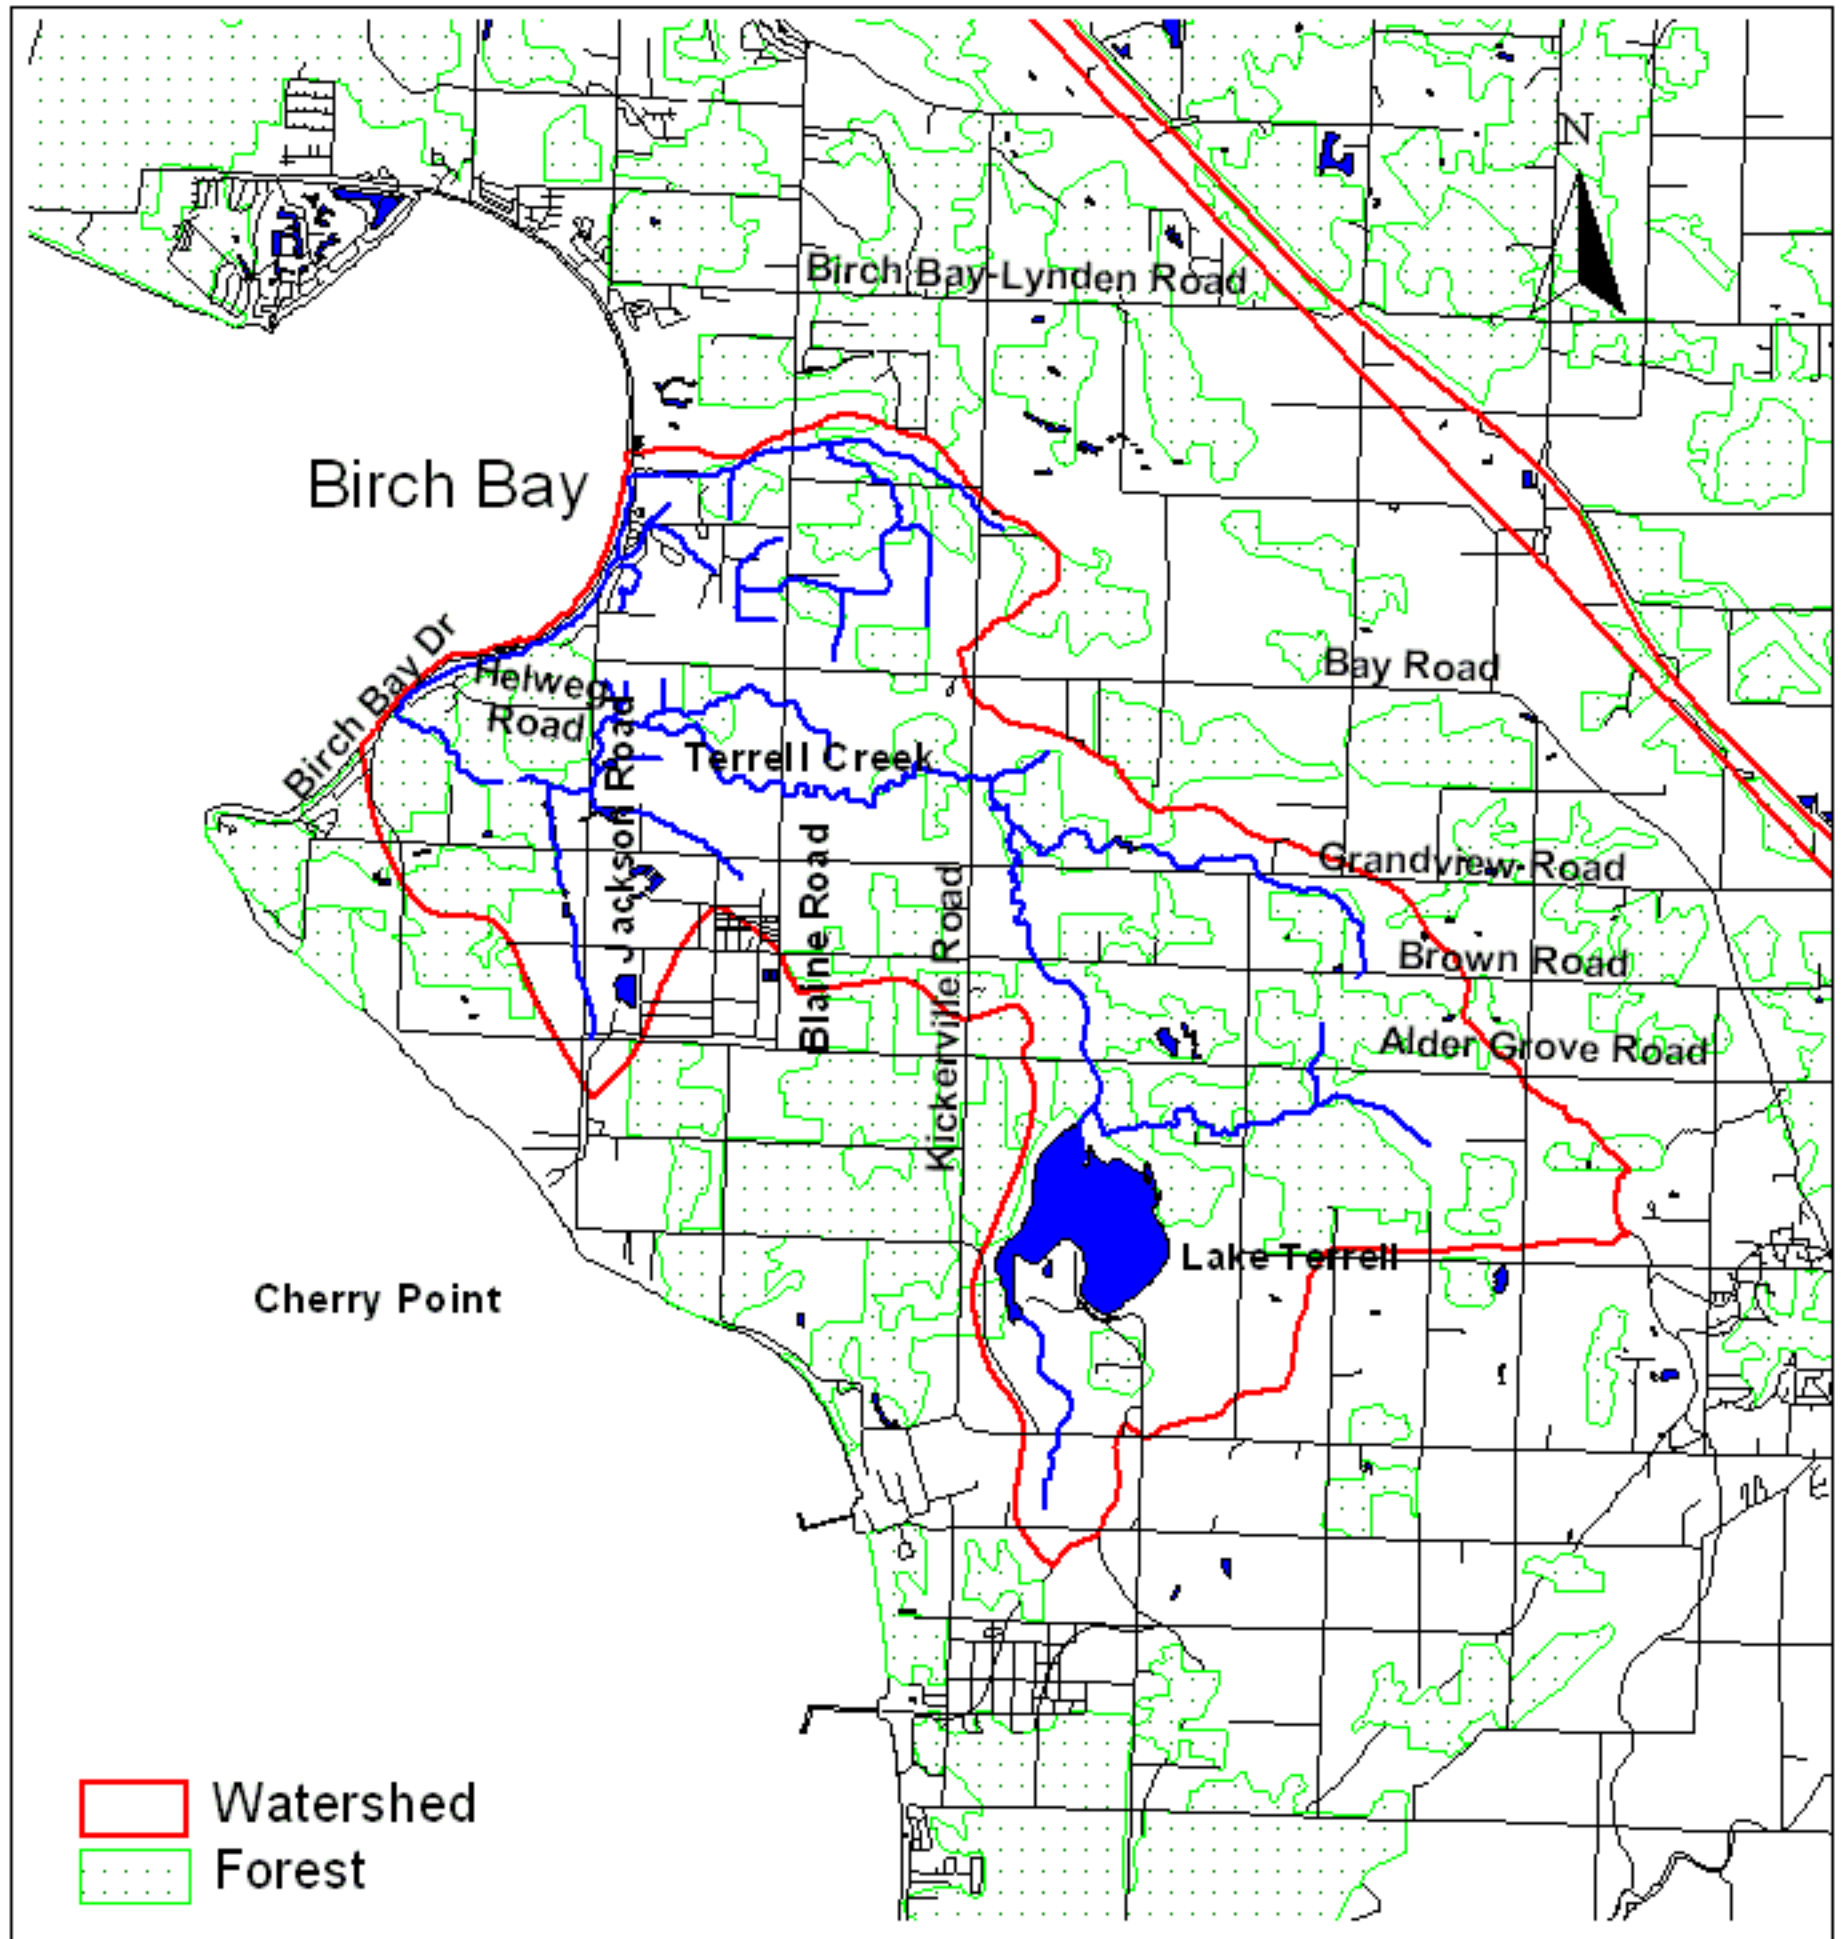 N
Birch Bay-Lynden Road
Birch Bay
Birch Bay Dr
Helweg
Road
Bay Road
Jackson Road
Terrell Creek
Blaine Road
Grandview Road
Kickerville Road
Brown Road
Alder Grove Road
Lake Terrell
Cherry Point
Watershed
Forest